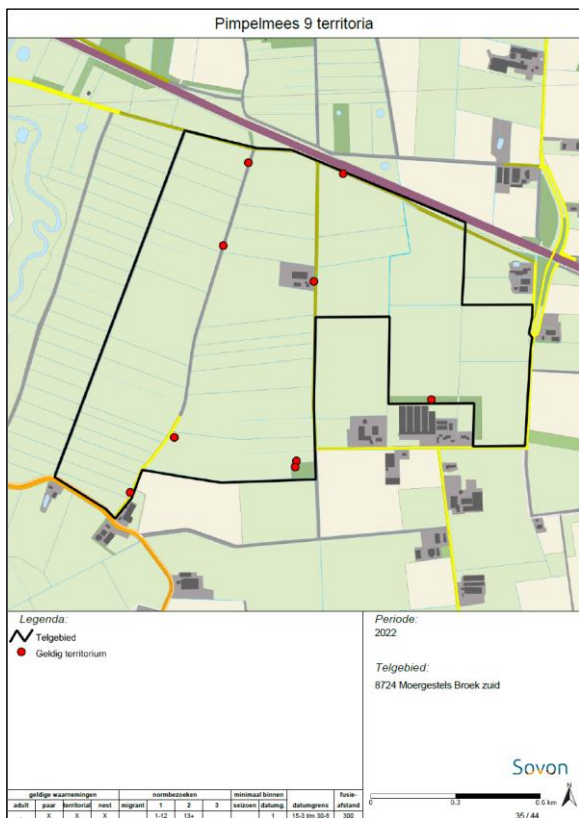 Pimpelmees 9 territoria
Legenda:
Telgebied
Geldig territorium
Periode:
2022
Telgebied:
8724 Moergestels Broek zuid
Sovon
0 0.3 0.6 km
N
35 / 44
geldige waarnemingen normbezoeken minimaal binnen fusie-
adult paar territorial nest migrant 1 2 3 seizoen datumg. datumgrens afstand
_ X X X 1-12 13+ 1 15-3 t/m 30-6 300